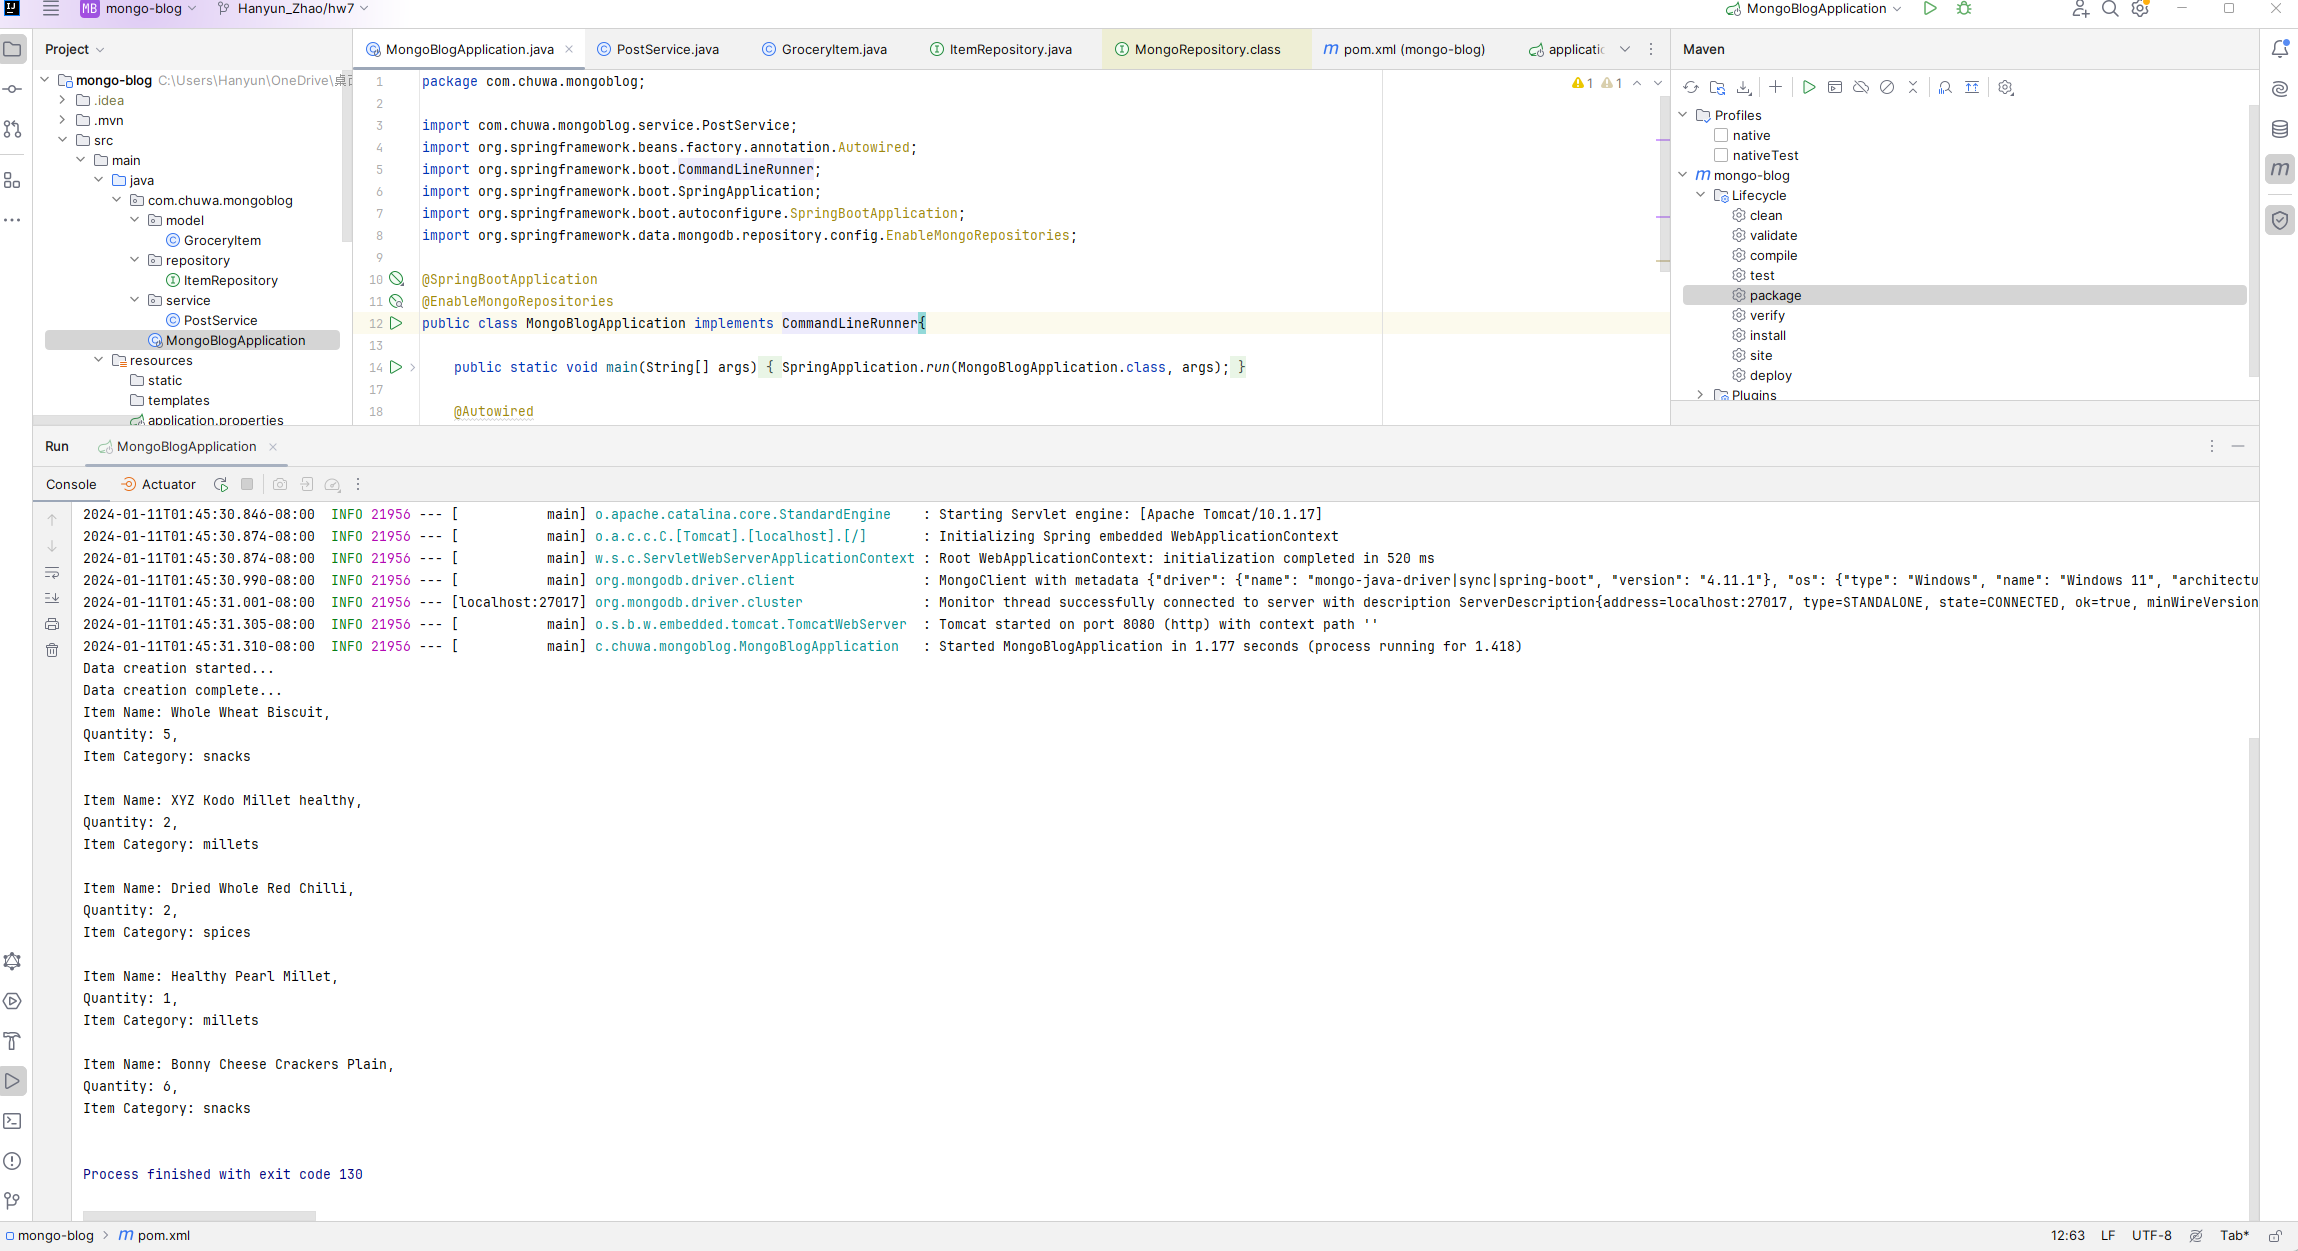 MB mongo-blog Hanyun_Zhao/hw7 MongoBlogApplication
Project
MongoBlogApplication.java PostService.java GroceryItem.java ItemRepository.java MongoRepository.class pom.xml (mongo-blog) applicatic
Maven
mongo-blog C:\Users\Hanyun\OneDrive\桌
.idea
.mvn
src
main
java
com.chuwa.mongoblog
model
GroceryItem
repository
ItemRepository
service
PostService
MongoBlogApplication
resources
static
templates
application.properties
1 package com.chuwa.mongoblog;
2
3 import com.chuwa.mongoblog.service.PostService;
4 import org.springframework.beans.factory.annotation.Autowired;
5 import org.springframework.boot.CommandLineRunner;
6 import org.springframework.boot.SpringApplication;
7 import org.springframework.boot.autoconfigure.SpringBootApplication;
8 import org.springframework.data.mongodb.repository.config.EnableMongoRepositories;
9
10 @SpringBootApplication
11 @EnableMongoRepositories
12 public class MongoBlogApplication implements CommandLineRunner{
13
14 public static void main(String[] args) { SpringApplication.run(MongoBlogApplication.class, args); }
17
18 @Autowired
1 1
Profiles
native
nativeTest
mongo-blog
Lifecycle
clean
validate
compile
test
package
verify
install
site
deploy
Plugins
Run MongoBlogApplication
Console Actuator
2024-01-11T01:45:30.846-08:00 INFO 21956 --- [ main] o.apache.catalina.core.StandardEngine : Starting Servlet engine: [Apache Tomcat/10.1.17]
2024-01-11T01:45:30.874-08:00 INFO 21956 --- [ main] o.a.c.c.C.[Tomcat].[localhost].[/] : Initializing Spring embedded WebApplicationContext
2024-01-11T01:45:30.874-08:00 INFO 21956 --- [ main] w.s.c.ServletWebServerApplicationContext : Root WebApplicationContext: initialization completed in 520 ms
2024-01-11T01:45:30.990-08:00 INFO 21956 --- [ main] org.mongodb.driver.client : MongoClient with metadata {"driver": {"name": "mongo-java-driver|sync|spring-boot", "version": "4.11.1"}, "os": {"type": "Windows", "name": "Windows 11", "architectu
2024-01-11T01:45:31.001-08:00 INFO 21956 --- [localhost:27017] org.mongodb.driver.cluster : Monitor thread successfully connected to server with description ServerDescription{address=localhost:27017, type=STANDALONE, state=CONNECTED, ok=true, minWireVersion
2024-01-11T01:45:31.305-08:00 INFO 21956 --- [ main] o.s.b.w.embedded.tomcat.TomcatWebServer : Tomcat started on port 8080 (http) with context path ''
2024-01-11T01:45:31.310-08:00 INFO 21956 --- [ main] c.chuwa.mongoblog.MongoBlogApplication : Started MongoBlogApplication in 1.177 seconds (process running for 1.418)
Data creation started...
Data creation complete...
Item Name: Whole Wheat Biscuit,
Quantity: 5,
Item Category: snacks
Item Name: XYZ Kodo Millet healthy,
Quantity: 2,
Item Category: millets
Item Name: Dried Whole Red Chilli,
Quantity: 2,
Item Category: spices
Item Name: Healthy Pearl Millet,
Quantity: 1,
Item Category: millets
Item Name: Bonny Cheese Crackers Plain,
Quantity: 6,
Item Category: snacks
Process finished with exit code 130
mongo-blog > pom.xml 12:63 LF UTF-8 Tab*